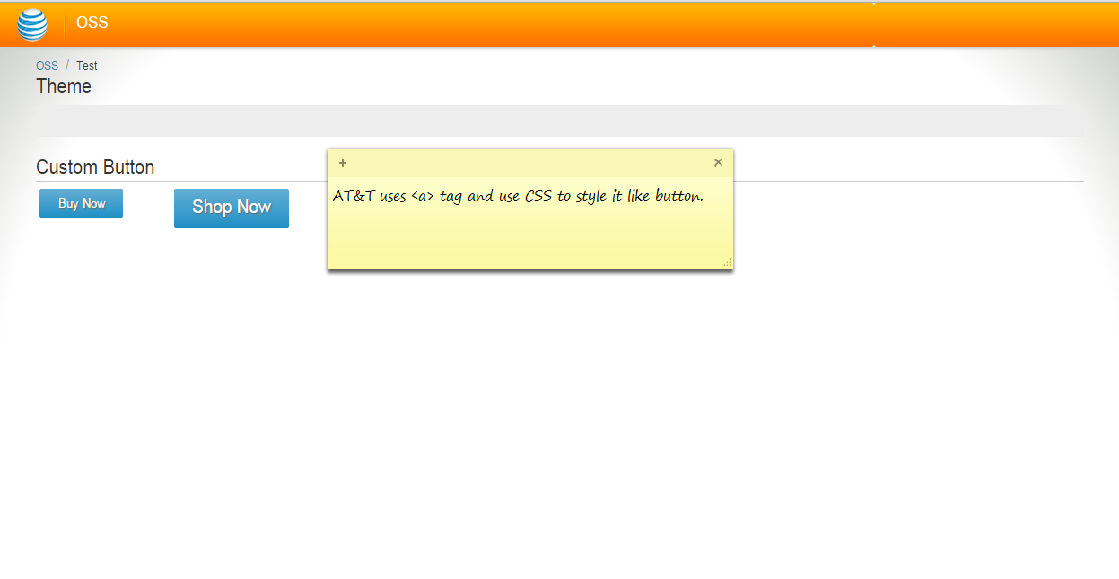 OSS
OSS / Test
Theme
Custom Button
Buy Now
Shop Now
AT&T uses <a> tag and use CSS to style it like button.